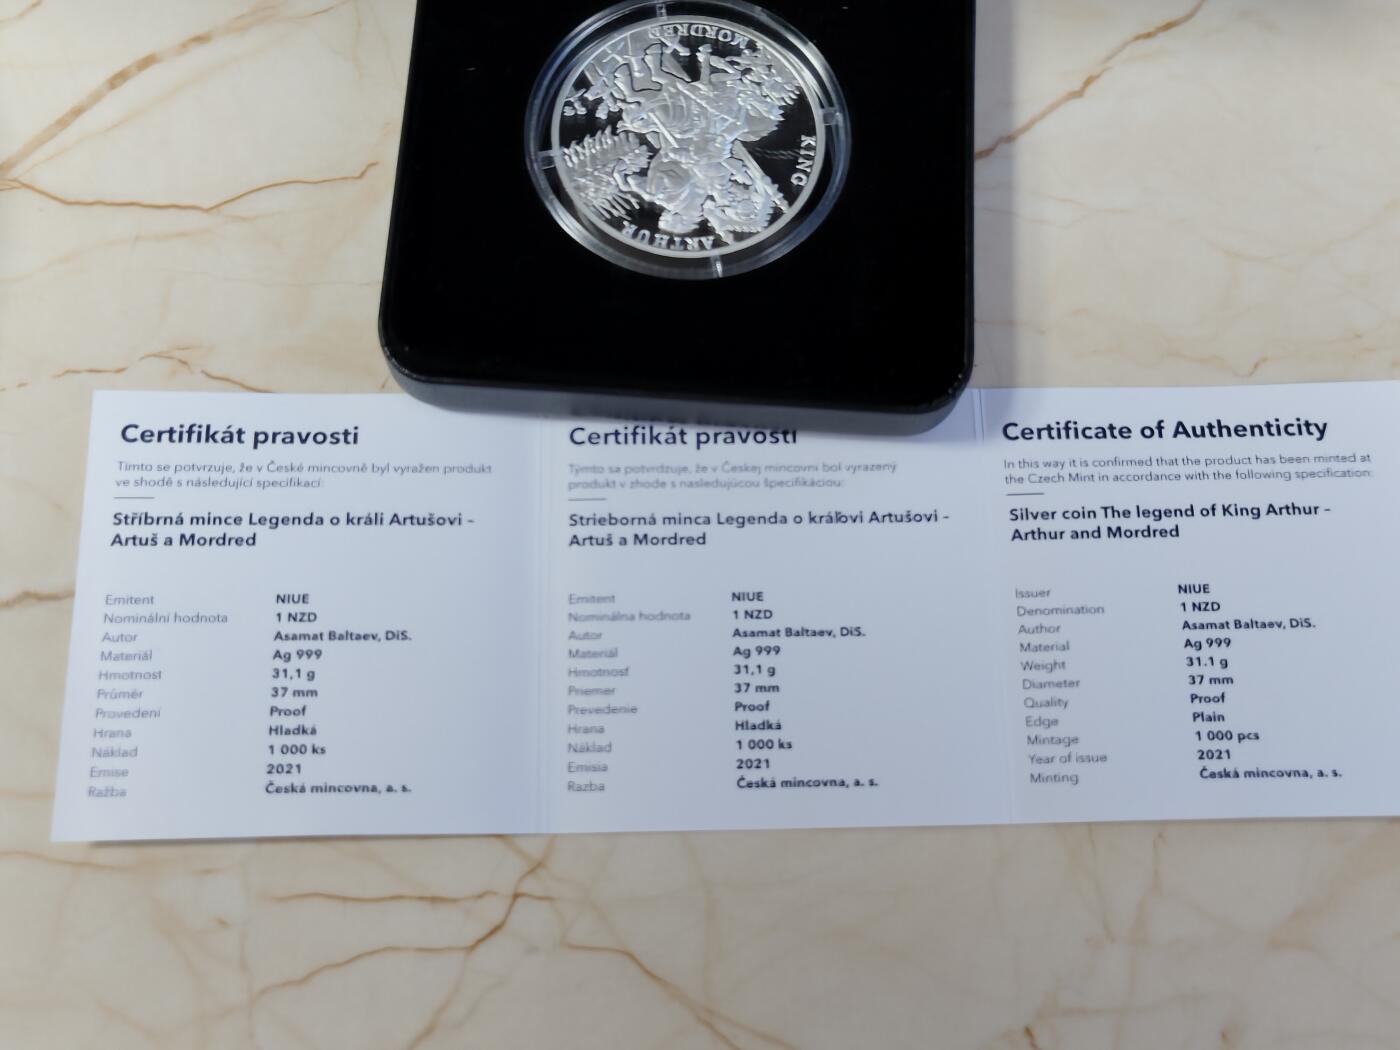 MORDRED
KING
ARTHUR
Certifikát pravosti
Tímto se potvrzuje, že v České mincovně byl vyražen produkt
ve shodě s následující specifikací:
Stříbrná mince Legenda o králi Artušovi –
Artuš a Mordred
Emitent NIUE
Nominální hodnota 1 NZD
Autor Asamat Baltaev, DiS.
Materiál Ag 999
Hmotnost 31,1 g
Průměr 37 mm
Provedení Proof
Hrana Hladká
Náklad 1 000 ks
Emise 2021
Ražba Česká mincovna, a. s.
Certifikát pravosti
Týmto sa potvrdzuje, že v Českej mincovni bol vyrazený
produkt v zhode s nasledujúcou špecifikáciou:
Strieborná minca Legenda o kráľovi Artušovi –
Artuš a Mordred
Emitent NIUE
Nominálna hodnota 1 NZD
Autor Asamat Baltaev, DiS.
Materiál Ag 999
Hmotnosť 31,1 g
Priemer 37 mm
Prevedenie Proof
Hrana Hladká
Náklad 1 000 ks
Emisia 2021
Razba Česká mincovna, a. s.
Certificate of Authenticity
In this way it is confirmed that the product has been minted at
the Czech Mint in accordance with the following specification:
Silver coin The legend of King Arthur –
Arthur and Mordred
Issuer NIUE
Denomination 1 NZD
Author Asamat Baltaev, DiS.
Material Ag 999
Weight 31.1 g
Diameter 37 mm
Quality Proof
Edge Plain
Mintage 1 000 pcs
Year of issue 2021
Minting Česká mincovna, a. s.